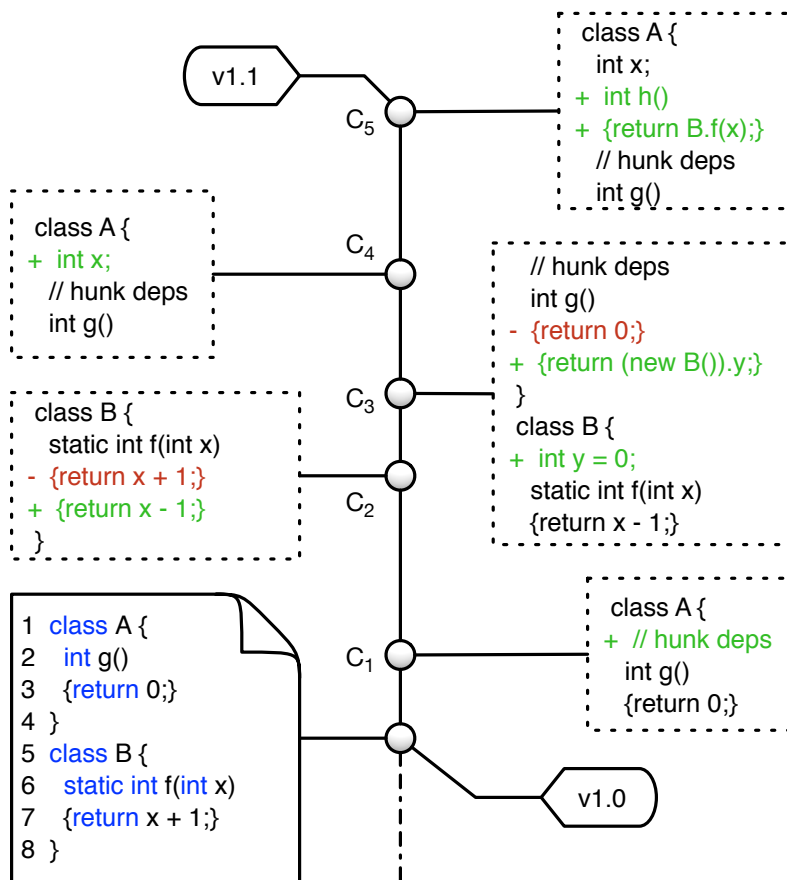 v1.1
C5
class A {
int x;
+ int h()
+ {return B.f(x);}
// hunk deps
int g()
class A {
+ int x;
// hunk deps
int g()
C4
// hunk deps
int g()
- {return 0;}
+ {return (new B()).y;}
}
class B {
+ int y = 0;
static int f(int x)
{return x - 1;}
C3
class B {
static int f(int x)
- {return x + 1;}
+ {return x - 1;}
}
C2
class A {
+ // hunk deps
int g()
{return 0;}
C1
1 class A {
2 int g()
3 {return 0;}
4 }
5 class B {
6 static int f(int x)
7 {return x + 1;}
8 }
v1.0